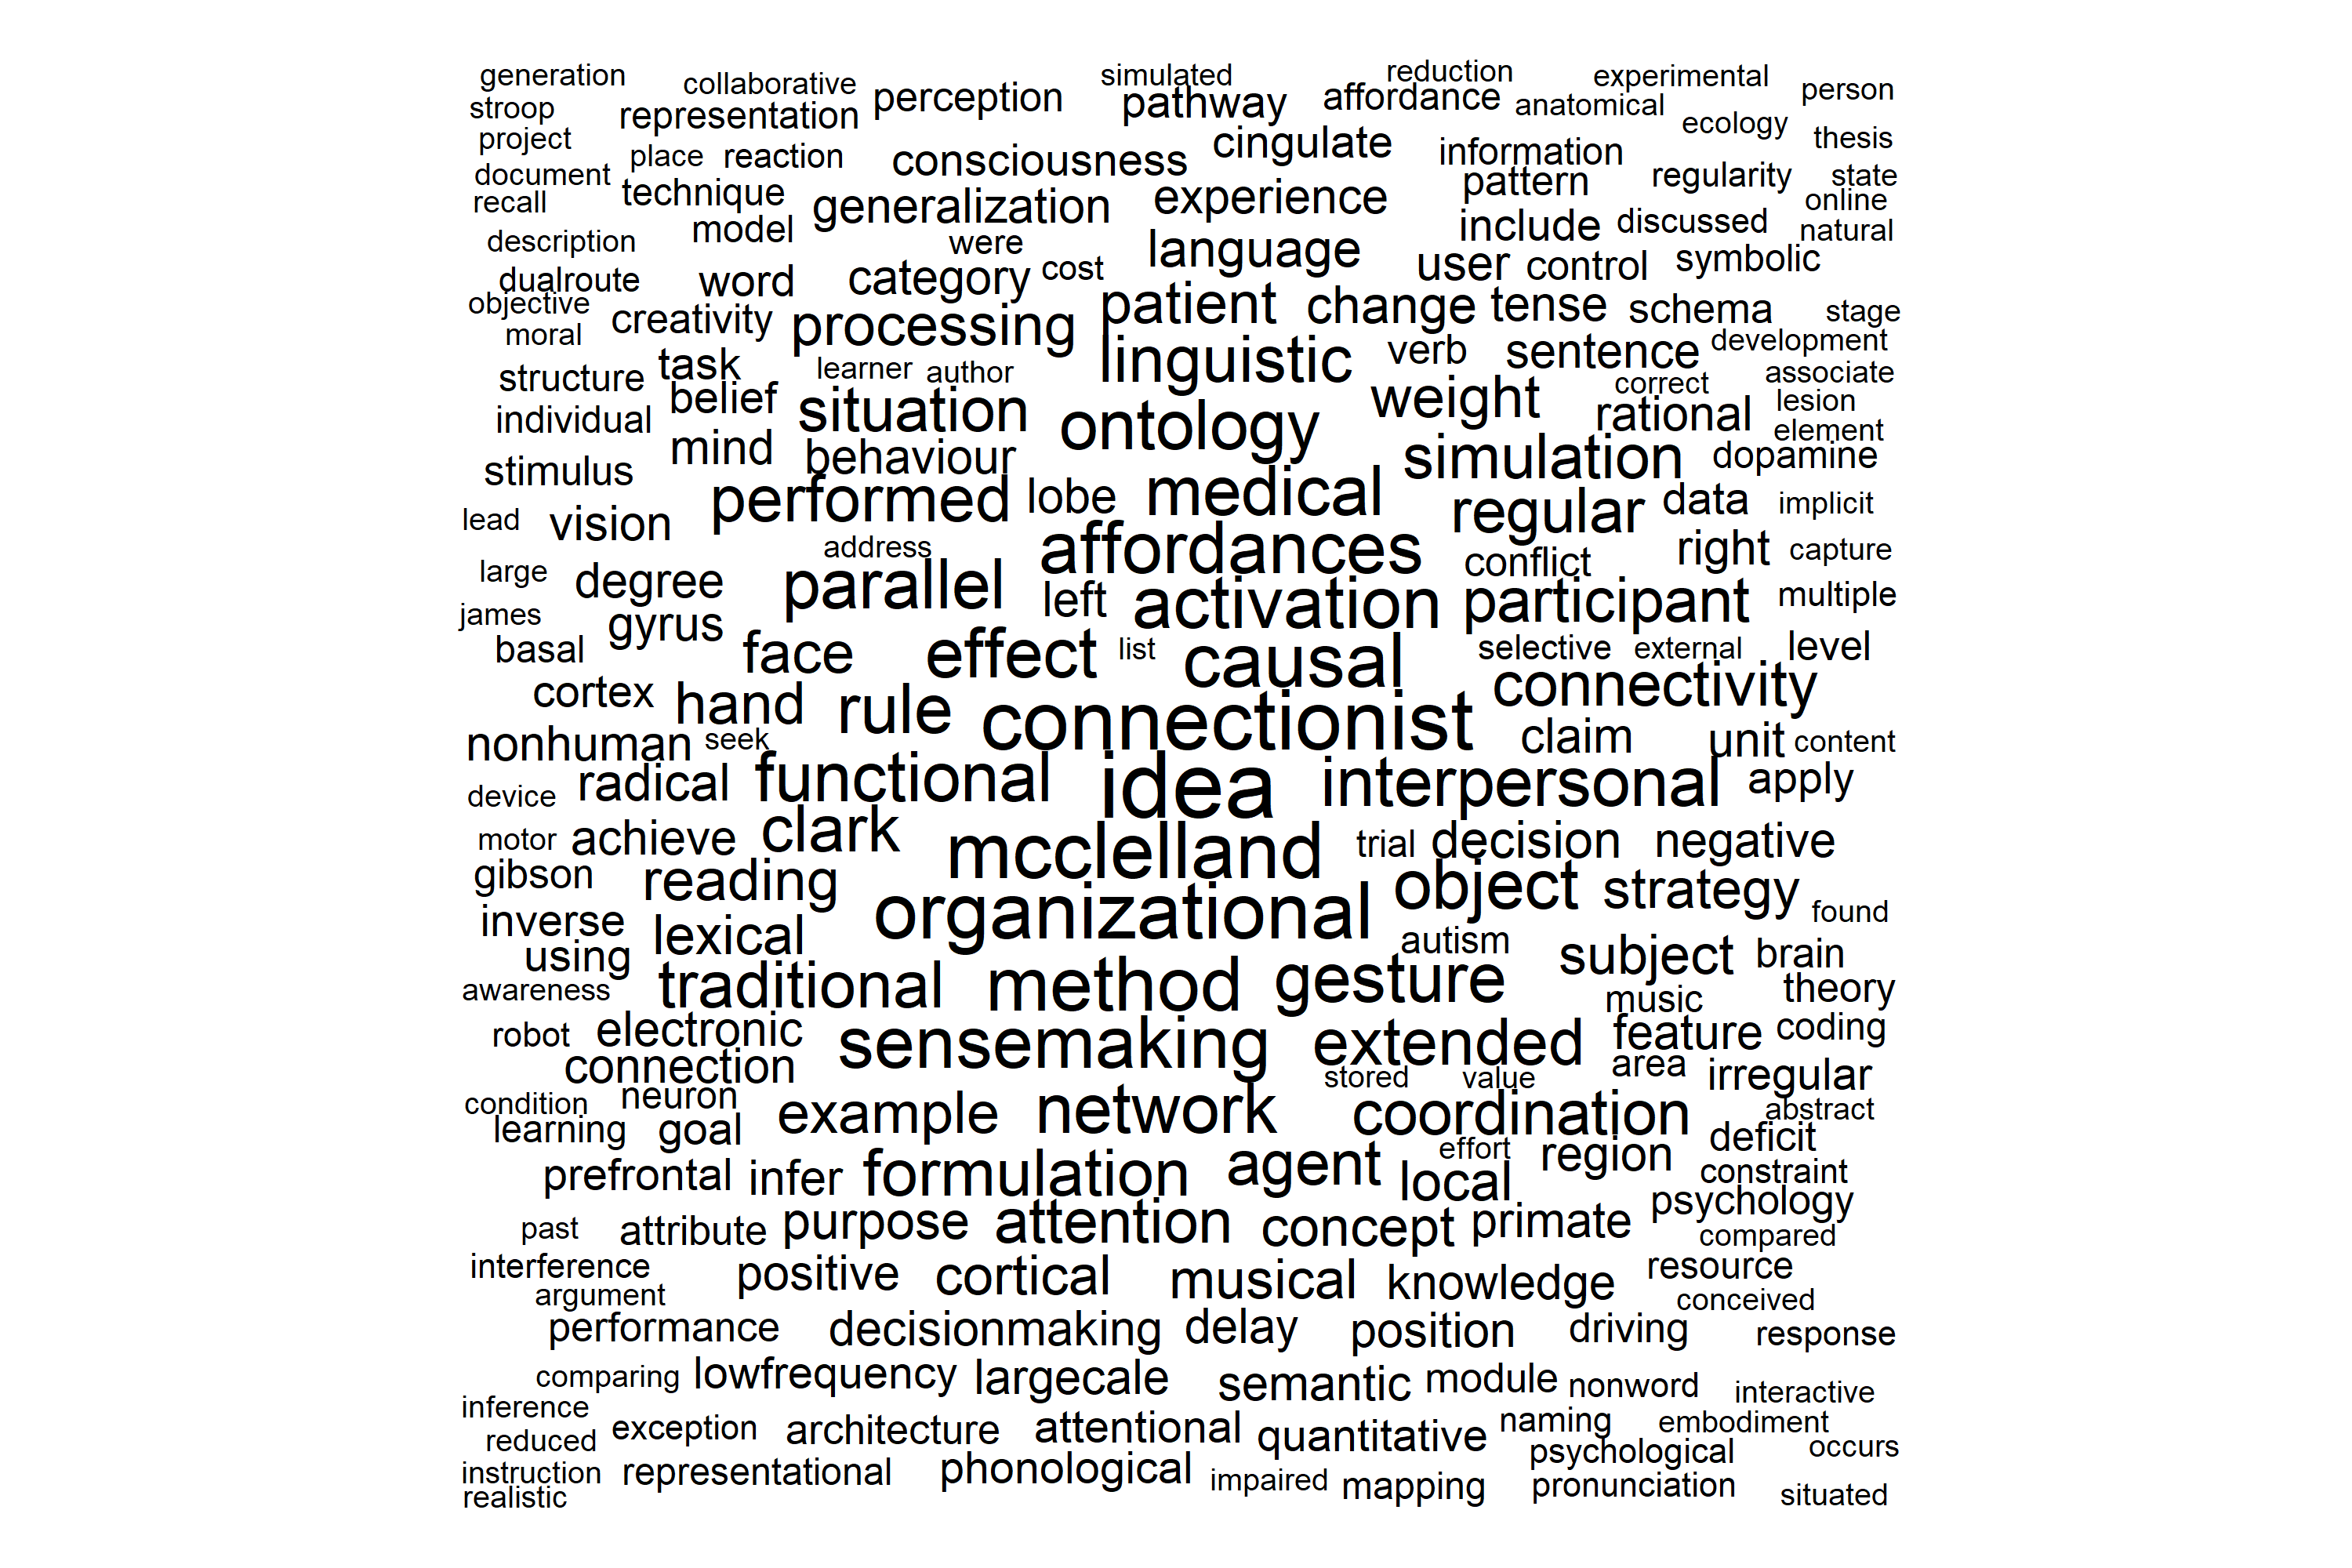 generation collaborative simulated reduction experimental person
stroop representation perception pathway affordance anatomical
project ecology thesis
document place reaction consciousness cingulate information
recall technique generalization experience pattern regularity state
online
description model were language include discussed natural
dualroute word category cost user control symbolic
objective creativity processing patient change tense schema stage
moral linguistic verb sentence development
structure task learner author weight correct associate
individual belief situation ontology rational lesion
element
stimulus mind behaviour simulation dopamine
lead vision performed lobe medical regular data implicit
address affordances conflict right capture
large degree parallel left activation participant multiple
james gyrus
basal face effect list causal selective external level
cortex hand rule connectionist connectivity
nonhuman seek claim unit content
device radical functional idea interpersonal apply
motor achieve clark mcclelland trial decision negative
gibson reading object strategy
inverse lexical organizational found
using autism subject brain
awareness traditional method gesture music theory
robot electronic sensemaking extended feature coding
connection stored value area irregular
condition neuron example network coordination abstract
learning goal effort deficit
prefrontal infer formulation agent local region constraint
past attribute purpose attention concept primate psychology
compared
interference positive cortical musical knowledge resource
argument conceived
performance decisionmaking delay position driving response
comparing lowfrequency largecale semantic module nonword interactive
inference
reduced exception architecture attentional quantitative naming embodiment
psychological occurs
instruction representational phonological impaired mapping pronunciation situated
realistic